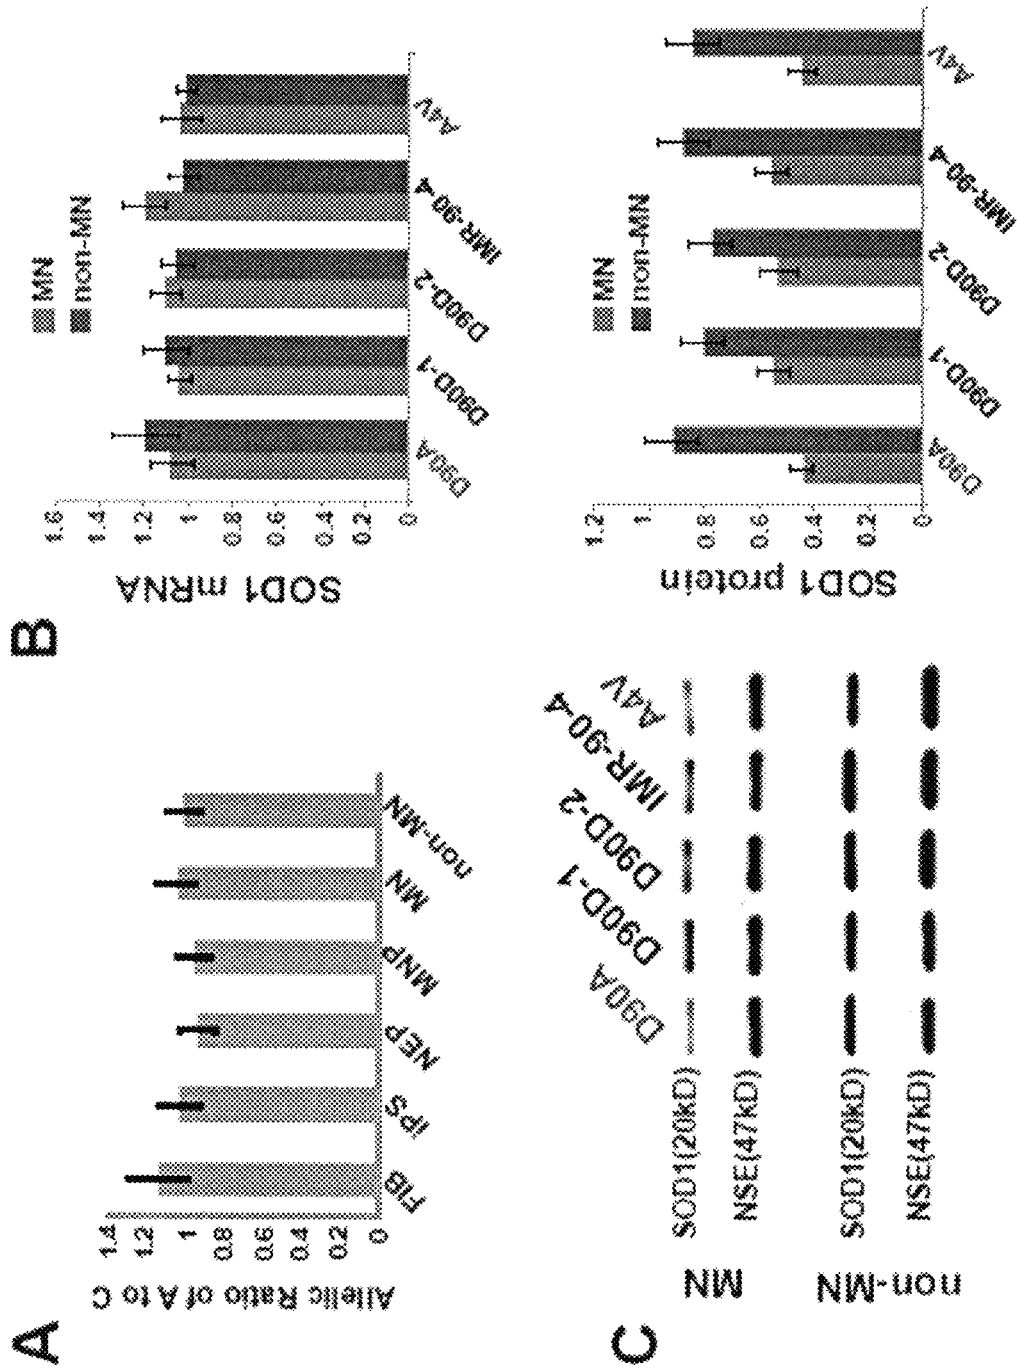 A
Allelic Ratio of A to C
1.4
1.2
1
0.8
0.6
0.4
0.2
0
FIB
iPS
NEP
MNP
MN
non-MN
B
SOD1 mRNA
1.6
1.4
1.2
1
0.8
0.6
0.4
0.2
0
MN
non-MN
D90A
D90D-1
D90D-2
IMR-90-4
A4V
C
D90A
D90D-1
D90D-2
IMR-90-4
A4V
MN
SOD1(20kD)
NSE(47kD)
non-MN
SOD1(20kD)
NSE(47kD)
SOD1 protein
1.2
1
0.8
0.6
0.4
0.2
0
MN
non-MN
D90A
D90D-1
D90D-2
IMR-90-4
A4V